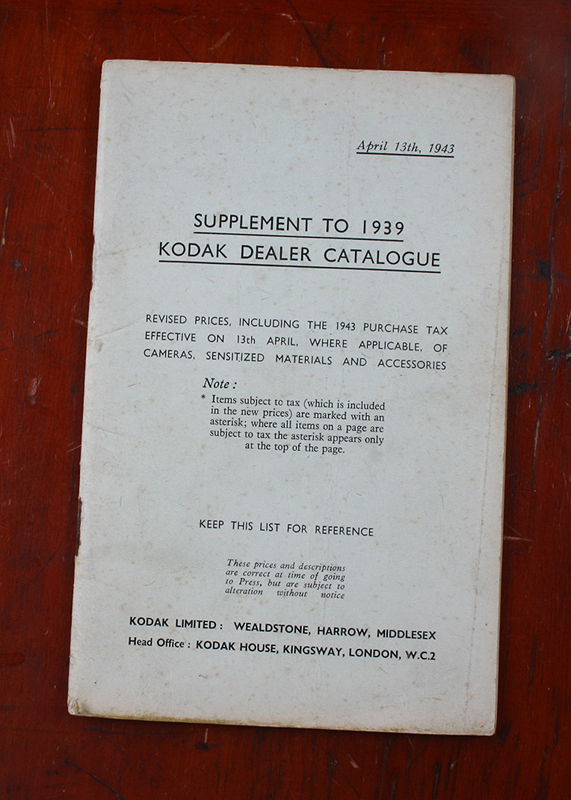 April 13th, 1943
SUPPLEMENT TO 1939
KODAK DEALER CATALOGUE
REVISED PRICES, INCLUDING THE 1943 PURCHASE TAX
EFFECTIVE ON 13th APRIL, WHERE APPLICABLE, OF
CAMERAS, SENSITIZED MATERIALS AND ACCESSORIES
Note :
* Items subject to tax (which is included
in the new prices) are marked with an
asterisk; where all items on a page are
subject to tax the asterisk appears only
at the top of the page.
KEEP THIS LIST FOR REFERENCE
These prices and descriptions
are correct at time of going
to Press, but are subject to
alteration without notice
KODAK LIMITED : WEALDSTONE, HARROW, MIDDLESEX
Head Office : KODAK HOUSE, KINGSWAY, LONDON, W.C.2